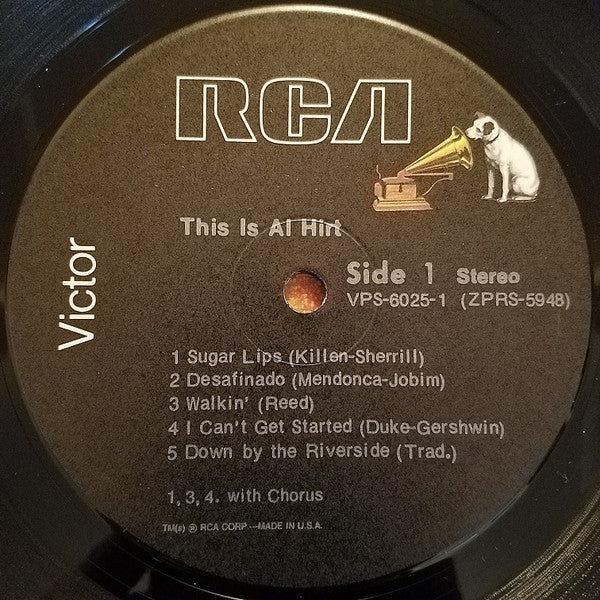 RCA
This Is Al Hirt
Victor
Side 1 Stereo
VPS-6025-1 (ZPRS-5948)
1 Sugar Lips (Killen-Sherrill)
2 Desafinado (Mendonca-Jobim)
3 Walkin' (Reed)
4 I Can't Get Started (Duke-Gershwin)
5 Down by the Riverside (Trad.)
1,3,4. with Chorus
TM(s) ® RCA CORP—MADE IN U.S.A.